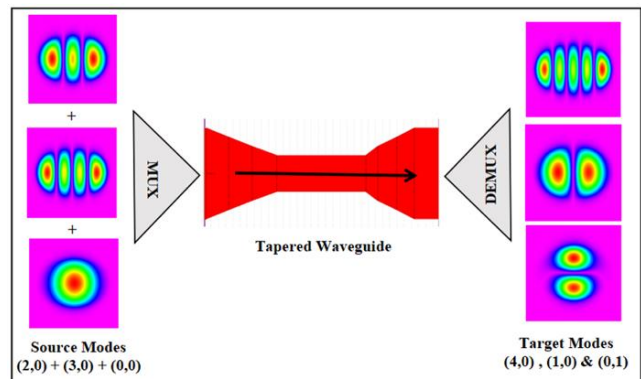 +
MUX
+
Source Modes
(2,0) + (3,0) + (0,0)
Tapered Waveguide
DEMUX
Target Modes
(4,0) , (1,0) & (0,1)